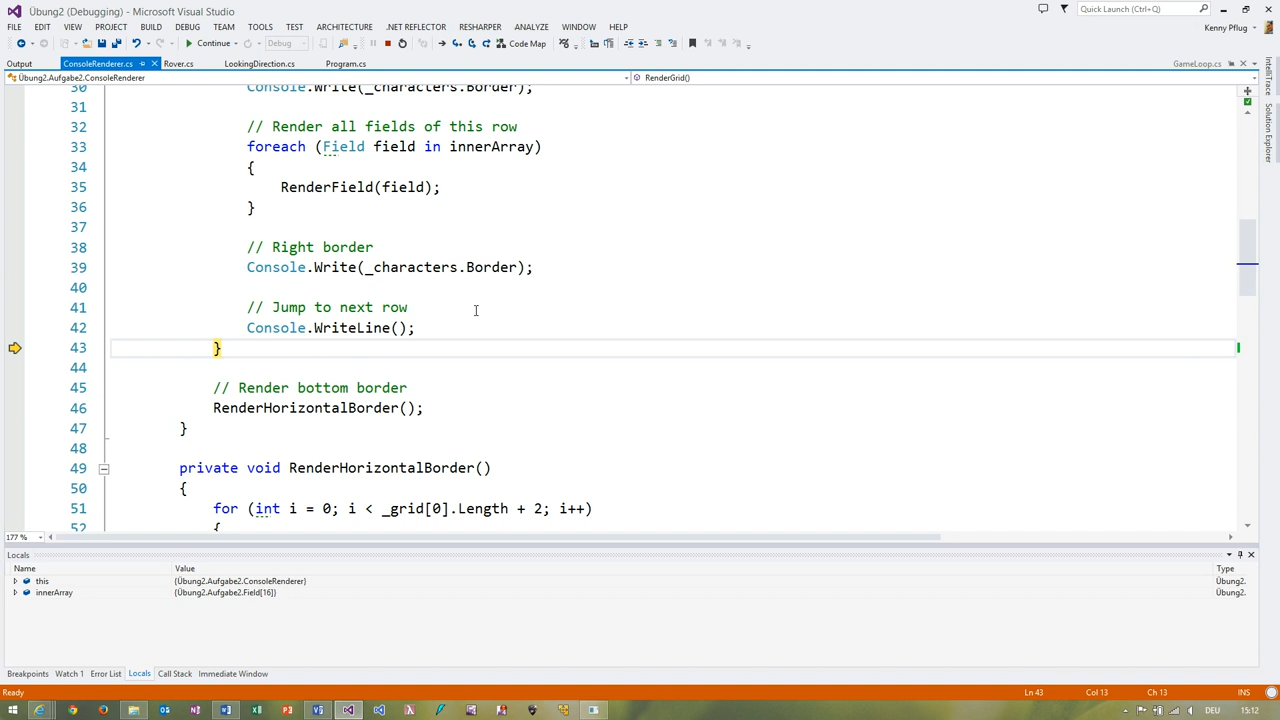 Übung2 (Debugging) - Microsoft Visual Studio
Quick Launch (Ctrl+Q)
FILE EDIT VIEW PROJECT BUILD DEBUG TEAM TOOLS TEST ARCHITECTURE .NET REFLECTOR RESHARPER ANALYZE WINDOW HELP
Kenny Pflug
Continue Debug Code Map
Output ConsoleRenderer.cs Rover.cs LookingDirection.cs Program.cs GameLoop.cs
Übung2.Aufgabe2.ConsoleRenderer RenderGrid()
IntelliTrace
Solution Explorer
30 Console.Write(_characters.Border);
31
32 // Render all fields of this row
33 foreach (Field field in innerArray)
34 {
35 RenderField(field);
36 }
37
38 // Right border
39 Console.Write(_characters.Border);
40
41 // Jump to next row
42 Console.WriteLine();
43 }
44
45 // Render bottom border
46 RenderHorizontalBorder();
47 }
48
49 private void RenderHorizontalBorder()
50 {
51 for (int i = 0; i < _grid[0].Length + 2; i++)
52 {
177 %
Locals
Name Value Type
this {Übung2.Aufgabe2.ConsoleRenderer} Übung2.
innerArray {Übung2.Aufgabe2.Field[16]} Übung2.
Breakpoints Watch 1 Error List Locals Call Stack Immediate Window
Ready Ln 43 Col 13 Ch 13 INS
DEU 15:12